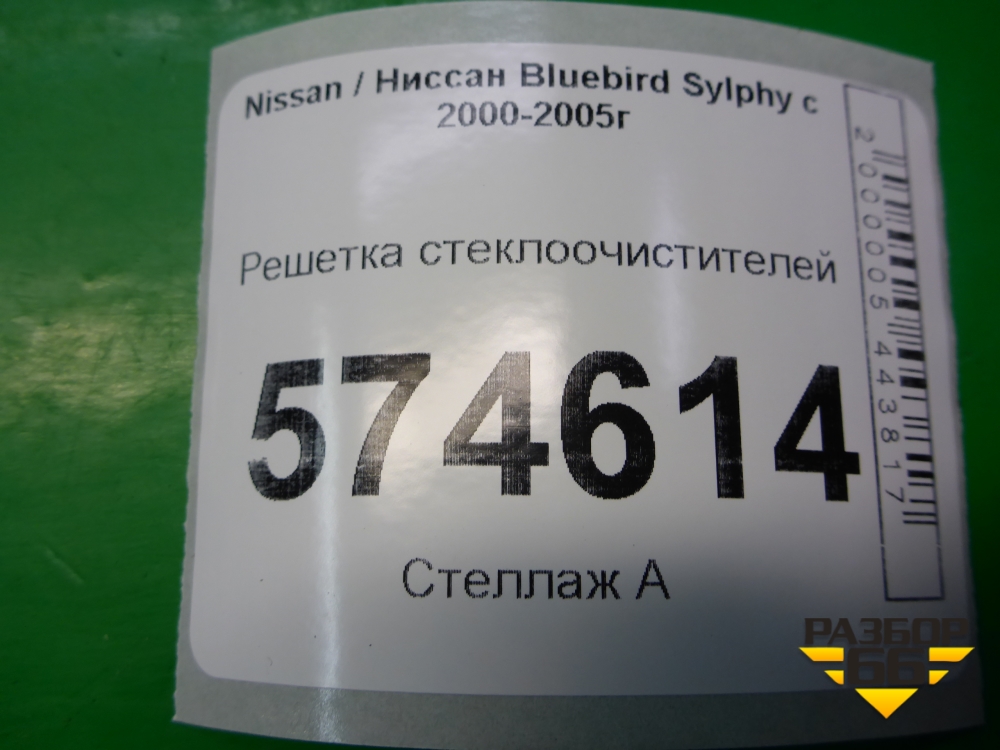 Nissan / Ниссан Bluebird Sylphy с
2000-2005г
Решетка стеклоочистителей
574614
Стеллаж А
2000005443817
РАЗБОР
66